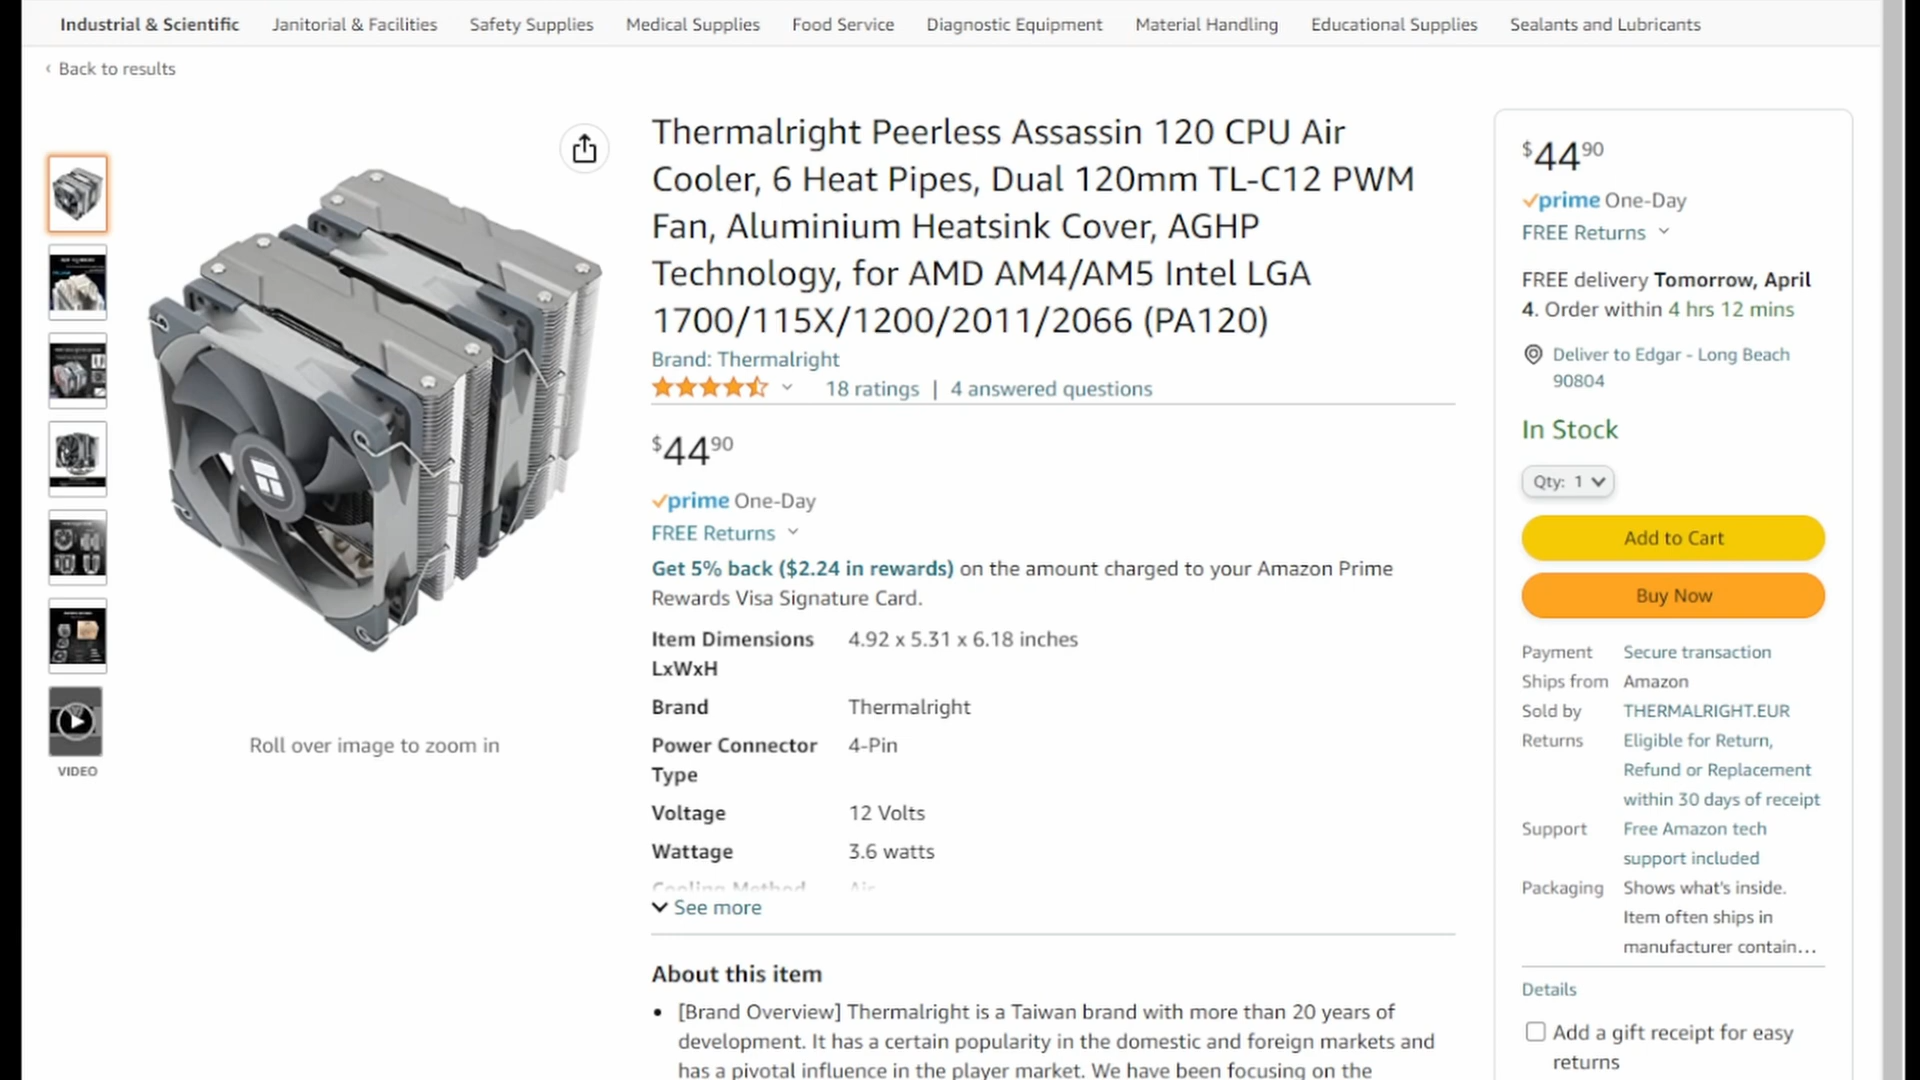 Industrial & Scientific Janitorial & Facilities Safety Supplies Medical Supplies Food Service Diagnostic Equipment Material Handling Educational Supplies Sealants and Lubricants
‹ Back to results
Thermalright Peerless Assassin 120 CPU Air
Cooler, 6 Heat Pipes, Dual 120mm TL-C12 PWM
Fan, Aluminium Heatsink Cover, AGHP
Technology, for AMD AM4/AM5 Intel LGA
1700/115X/1200/2011/2066 (PA120)
Brand: Thermalright
18 ratings | 4 answered questions
$44 90
prime One-Day
FREE Returns
Get 5% back ($2.24 in rewards) on the amount charged to your Amazon Prime
Rewards Visa Signature Card.
Item Dimensions 4.92 x 5.31 x 6.18 inches
LxWxH
Brand Thermalright
Power Connector 4-Pin
Type
Voltage 12 Volts
Wattage 3.6 watts
Cooling Method Air
See more
About this item
• [Brand Overview] Thermalright is a Taiwan brand with more than 20 years of
development. It has a certain popularity in the domestic and foreign markets and
has a pivotal influence in the player market. We have been focusing on the
Roll over image to zoom in
VIDEO
$44 90
prime One-Day
FREE Returns
FREE delivery Tomorrow, April
4. Order within 4 hrs 12 mins
Deliver to Edgar - Long Beach
90804
In Stock
Qty: 1
Add to Cart
Buy Now
Payment Secure transaction
Ships from Amazon
Sold by THERMALRIGHT.EUR
Returns Eligible for Return,
Refund or Replacement
within 30 days of receipt
Support Free Amazon tech
support included
Packaging Shows what's inside.
Item often ships in
manufacturer contain…
Details
Add a gift receipt for easy
returns